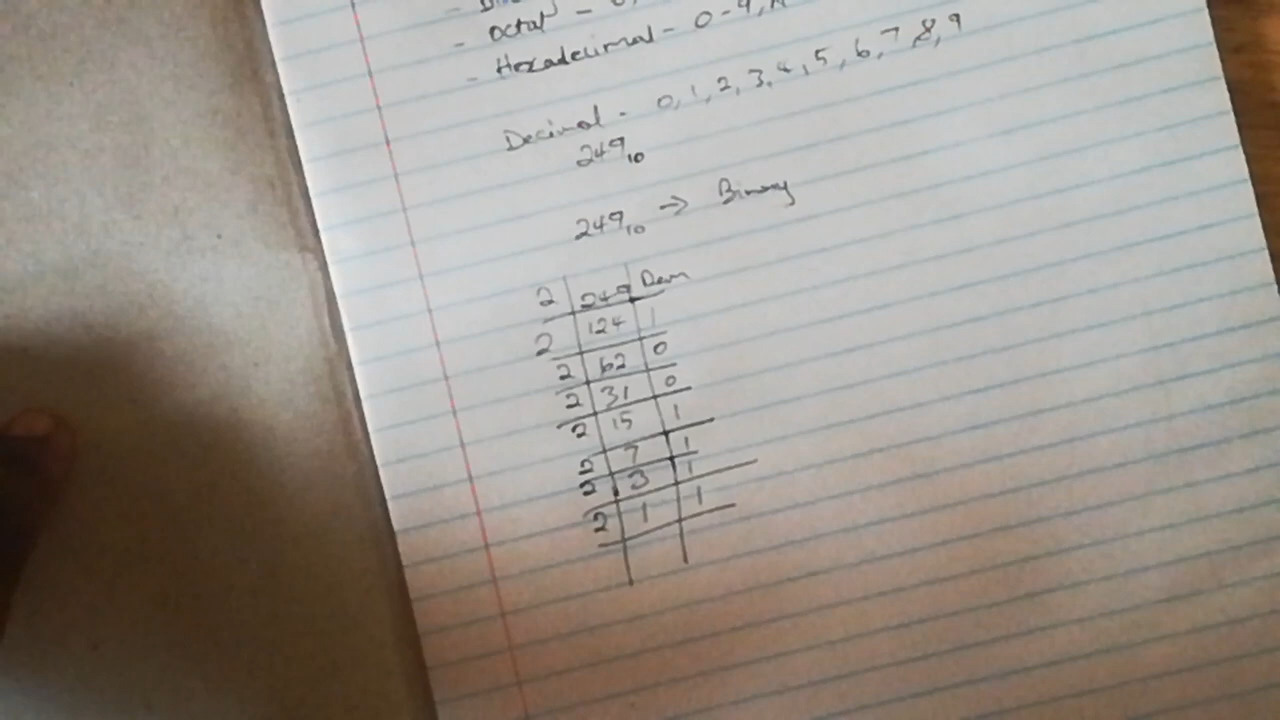 - Octal -
- Hexadecimal - 0-9, A
Decimal - 0, 1, 2, 3, 4, 5, 6, 7, 8, 9
249₁₀
249₁₀ → Binary
2 249 Rem
2 124 1
2 62 0
2 31 0
2 15 1
2 7 1
2 3 1
2 1 1